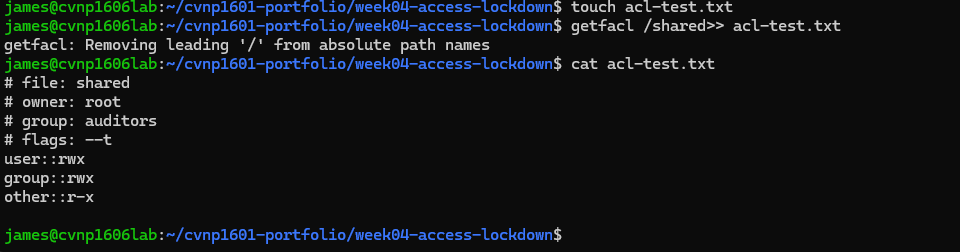 james@cvnp1606lab:~/cvnp1601-portfolio/week04-access-lockdown$ touch acl-test.txt
james@cvnp1606lab:~/cvnp1601-portfolio/week04-access-lockdown$ getfacl /shared>> acl-test.txt
getfacl: Removing leading '/' from absolute path names
james@cvnp1606lab:~/cvnp1601-portfolio/week04-access-lockdown$ cat acl-test.txt
# file: shared
# owner: root
# group: auditors
# flags: --t
user::rwx
group::rwx
other::r-x
james@cvnp1606lab:~/cvnp1601-portfolio/week04-access-lockdown$